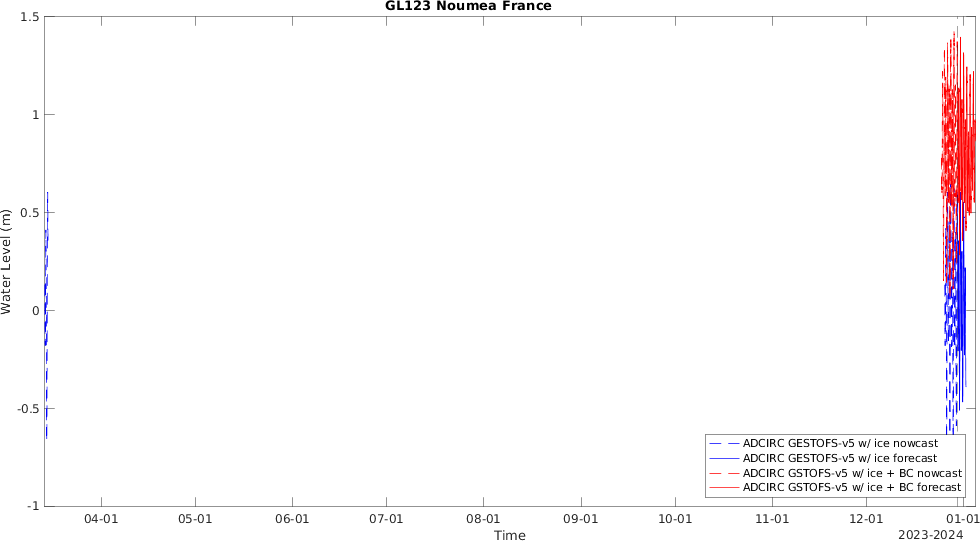 GL123 Noumea France
Water Level (m)
1.5
1
0.5
0
-0.5
-1
04-01 05-01 06-01 07-01 08-01 09-01 10-01 11-01 12-01 01-01
Time
2023-2024
ADCIRC GESTOFS-v5 w/ ice nowcast
ADCIRC GESTOFS-v5 w/ ice forecast
ADCIRC GSTOFS-v5 w/ ice + BC nowcast
ADCIRC GSTOFS-v5 w/ ice + BC forecast